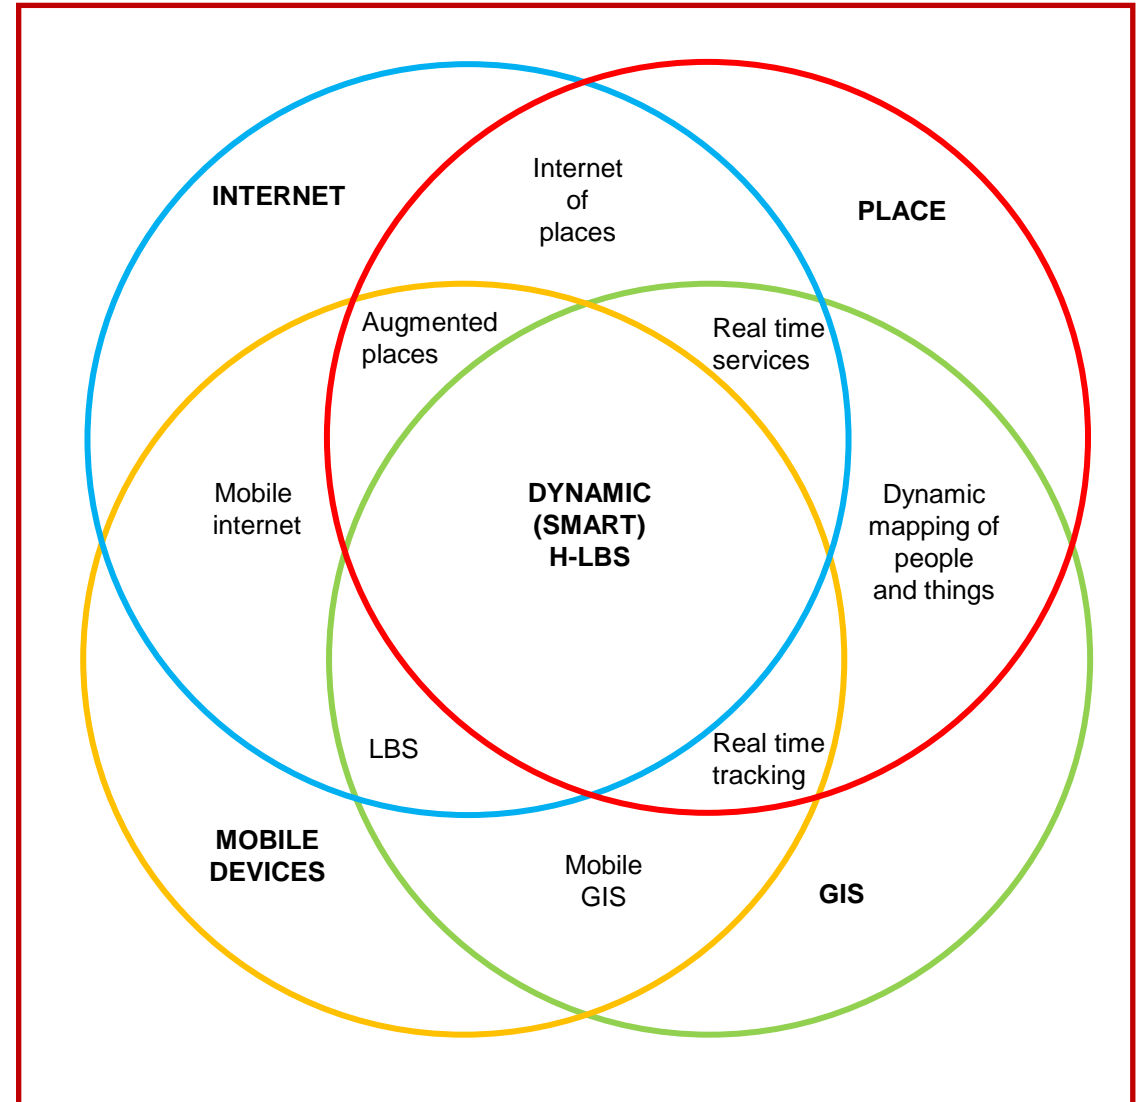 INTERNET
Internet
of
places
PLACE
Augmented
places
Real time
services
Mobile
internet
DYNAMIC
(SMART)
H-LBS
Dynamic
mapping of
people
and things
LBS
Real time
tracking
MOBILE
DEVICES
Mobile
GIS
GIS